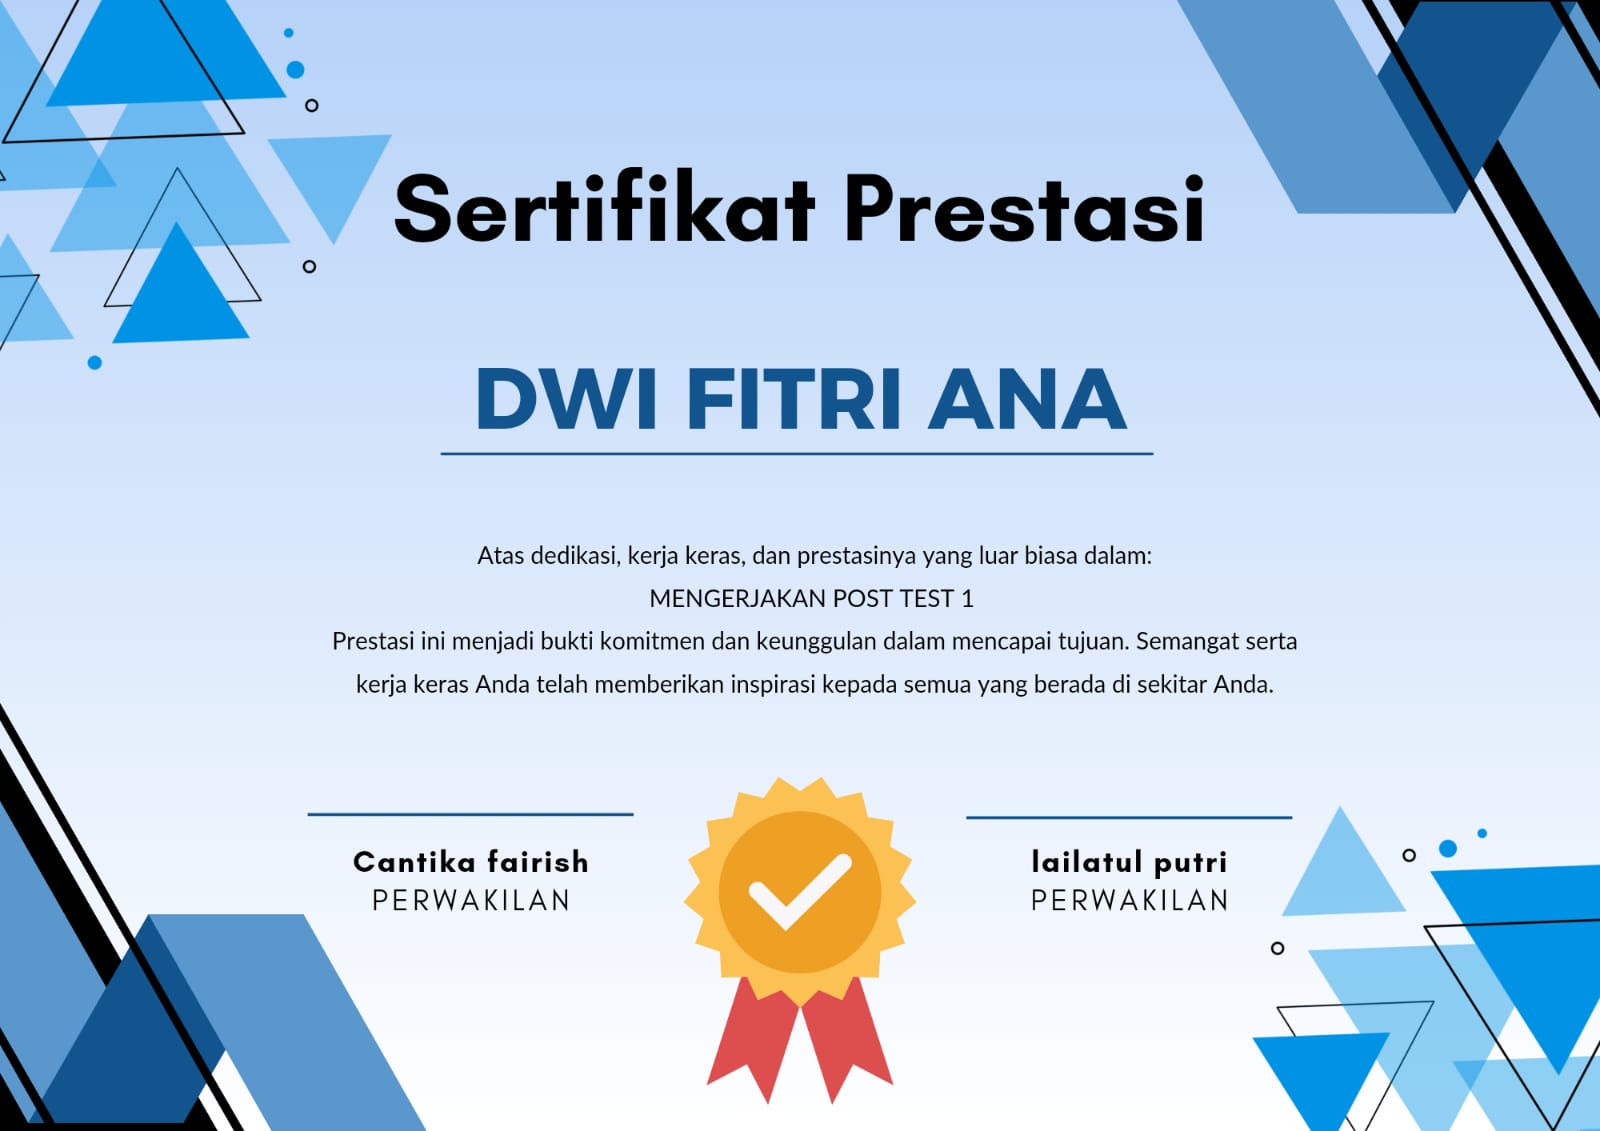 Sertifikat Prestasi
DWI FITRI ANA
Atas dedikasi, kerja keras, dan prestasinya yang luar biasa dalam:
MENGERJAKAN POST TEST 1
Prestasi ini menjadi bukti komitmen dan keunggulan dalam mencapai tujuan. Semangat serta
kerja keras Anda telah memberikan inspirasi kepada semua yang berada di sekitar Anda.
Cantika fairish
PERWAKILAN
lailatul putri
PERWAKILAN